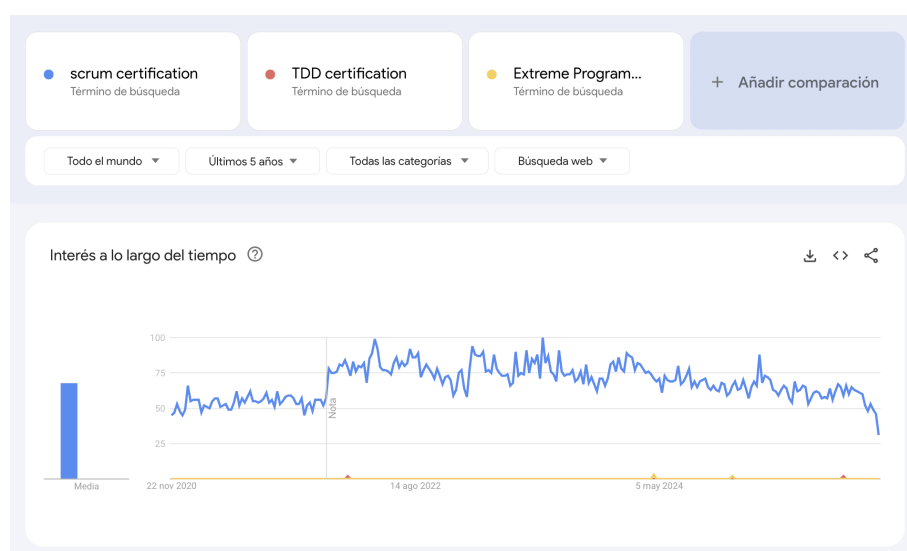 scrum certification
Término de búsqueda
TDD certification
Término de búsqueda
Extreme Program...
Término de búsqueda
+ Añadir comparación
Todo el mundo
Últimos 5 años
Todas las categorías
Búsqueda web
Interés a lo largo del tiempo
100
75
50
25
Nota
Media
22 nov 2020
14 ago 2022
5 may 2024